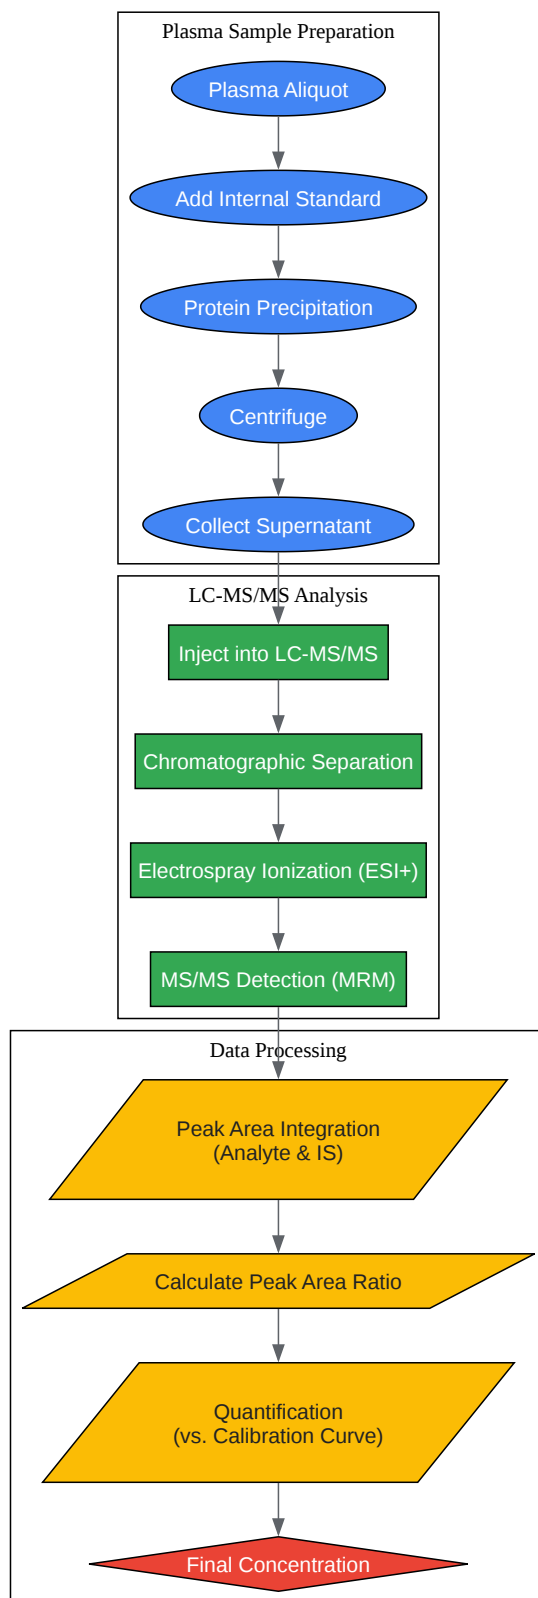 Plasma Sample Preparation
Plasma Aliquot
Add Internal Standard
Protein Precipitation
Centrifuge
Collect Supernatant
LC-MS/MS Analysis
Inject into LC-MS/MS
Chromatographic Separation
Electrospray Ionization (ESI+)
MS/MS Detection (MRM)
Data Processing
Peak Area Integration
(Analyte & IS)
Calculate Peak Area Ratio
Quantification
(vs. Calibration Curve)
Final Concentration